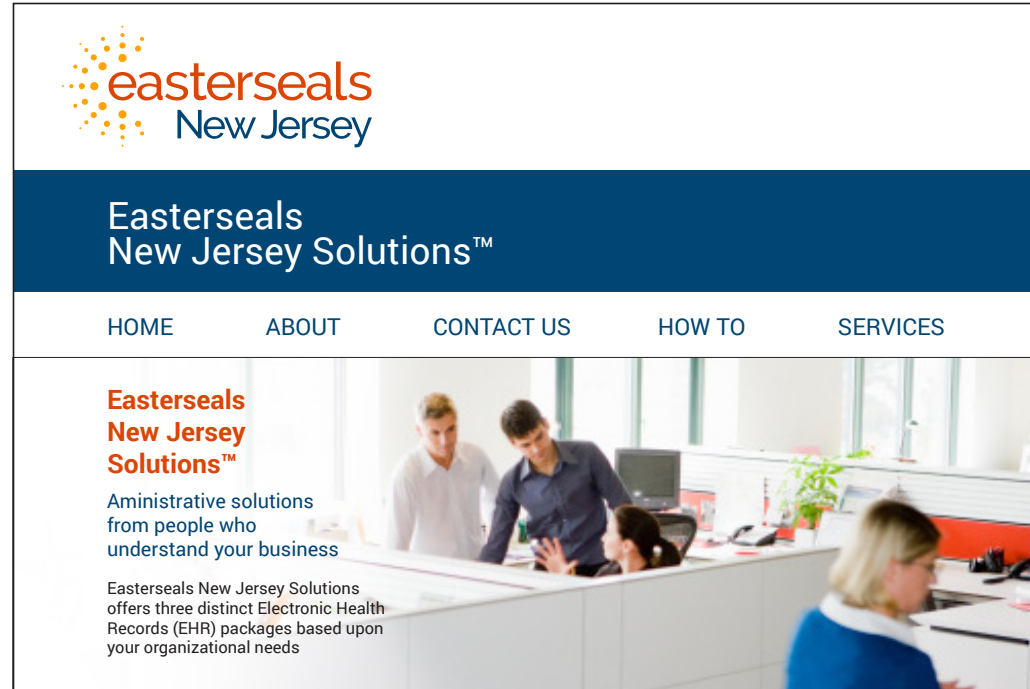 easterseals
New Jersey
Easterseals
New Jersey Solutions™
HOME ABOUT CONTACT US HOW TO SERVICES
Easterseals
New Jersey
Solutions™
Aministrative solutions
from people who
understand your business
Easterseals New Jersey Solutions
offers three distinct Electronic Health
Records (EHR) packages based upon
your organizational needs